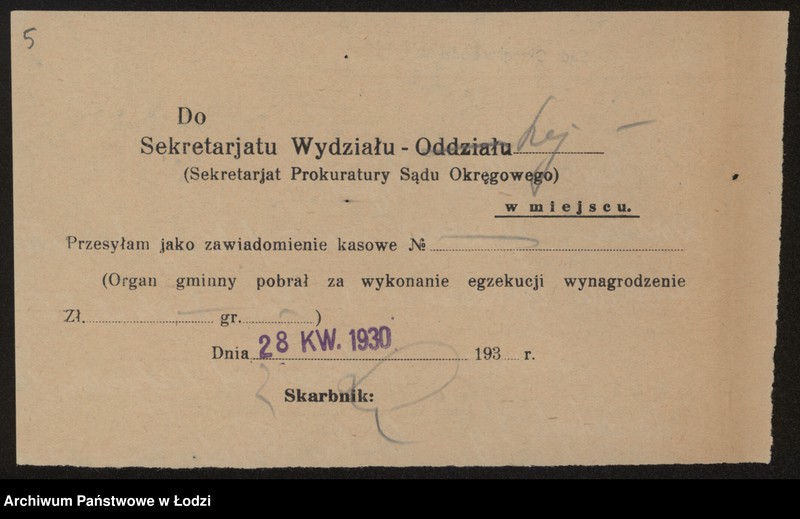 5
Do
Sekretarjatu Wydziału - Oddziału
(Sekretarjat Prokuratury Sądu Okręgowego)
w miejscu.
Przesyłam jako zawiadomienie kasowe №
(Organ gminny pobrał za wykonanie egzekucji wynagrodzenie
Zł. — gr. - )
Dnia 28 KW. 1930 193 r.
Skarbnik:
Archiwum Państwowe w Łodzi